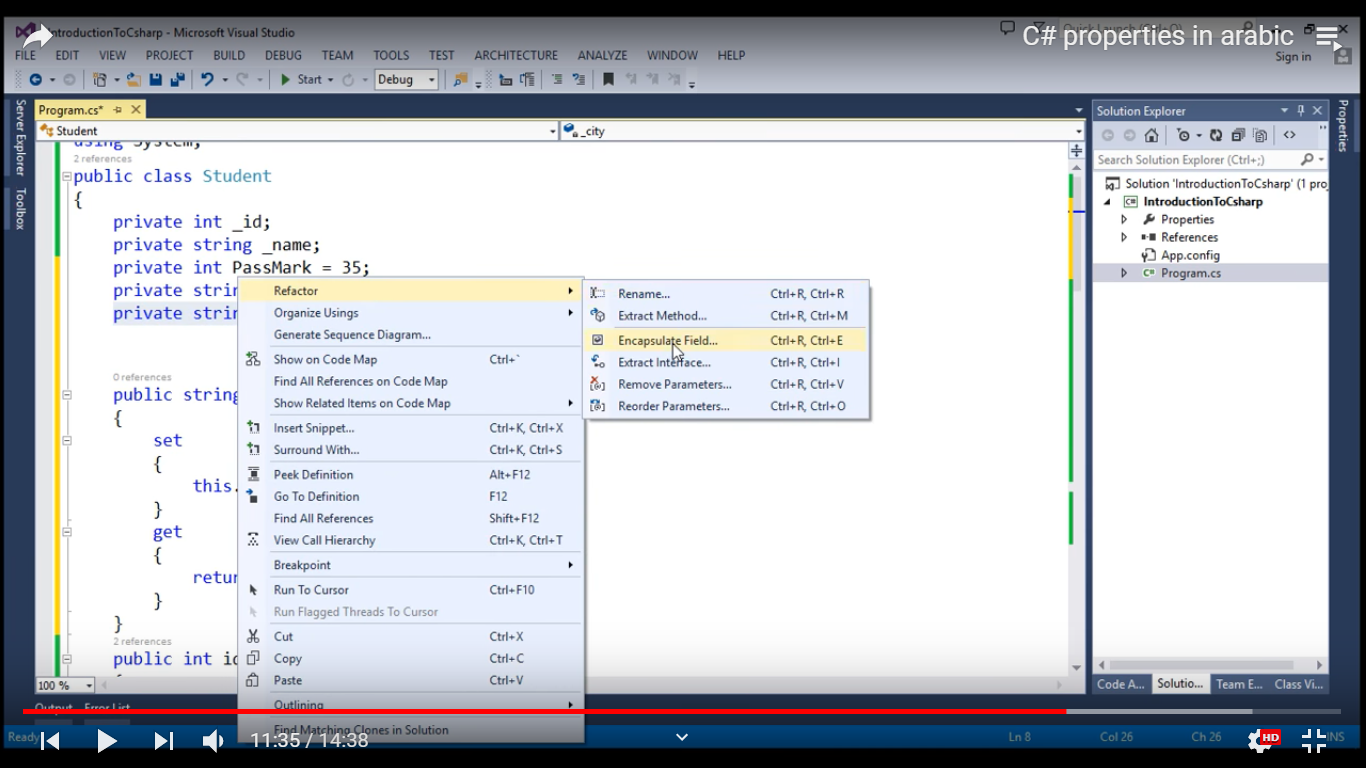 IntroductionToCsharp - Microsoft Visual Studio
Quick Launch (Ctrl+Q)
C# properties in arabic
FILE EDIT VIEW PROJECT BUILD DEBUG TEAM TOOLS TEST ARCHITECTURE ANALYZE WINDOW HELP
Sign in
Start Debug
Server Explorer
Toolbox
Program.cs*
Student
_city
using System;
2 references
public class Student
{
private int _id;
private string _name;
private int PassMark = 35;
private strin
private strin
0 references
public string
{
set
{
this.
}
get
{
retur
}
}
2 references
public int id
100 %
Refactor
Organize Usings
Generate Sequence Diagram...
Show on Code Map Ctrl+`
Find All References on Code Map
Show Related Items on Code Map
Insert Snippet... Ctrl+K, Ctrl+X
Surround With... Ctrl+K, Ctrl+S
Peek Definition Alt+F12
Go To Definition F12
Find All References Shift+F12
View Call Hierarchy Ctrl+K, Ctrl+T
Breakpoint
Run To Cursor Ctrl+F10
Run Flagged Threads To Cursor
Cut Ctrl+X
Copy Ctrl+C
Paste Ctrl+V
Outlining
Find Matching Clones in Solution
Rename... Ctrl+R, Ctrl+R
Extract Method... Ctrl+R, Ctrl+M
Encapsulate Field... Ctrl+R, Ctrl+E
Extract Interface... Ctrl+R, Ctrl+I
Remove Parameters... Ctrl+R, Ctrl+V
Reorder Parameters... Ctrl+R, Ctrl+O
Solution Explorer
Search Solution Explorer (Ctrl+;)
Solution 'IntroductionToCsharp' (1 pro
C# IntroductionToCsharp
Properties
References
App.config
C# Program.cs
Code A... Solutio... Team E... Class Vi...
Properties
Output Error List
Ready
11:35 / 14:38
Ln 8 Col 26 Ch 26 INS
HD